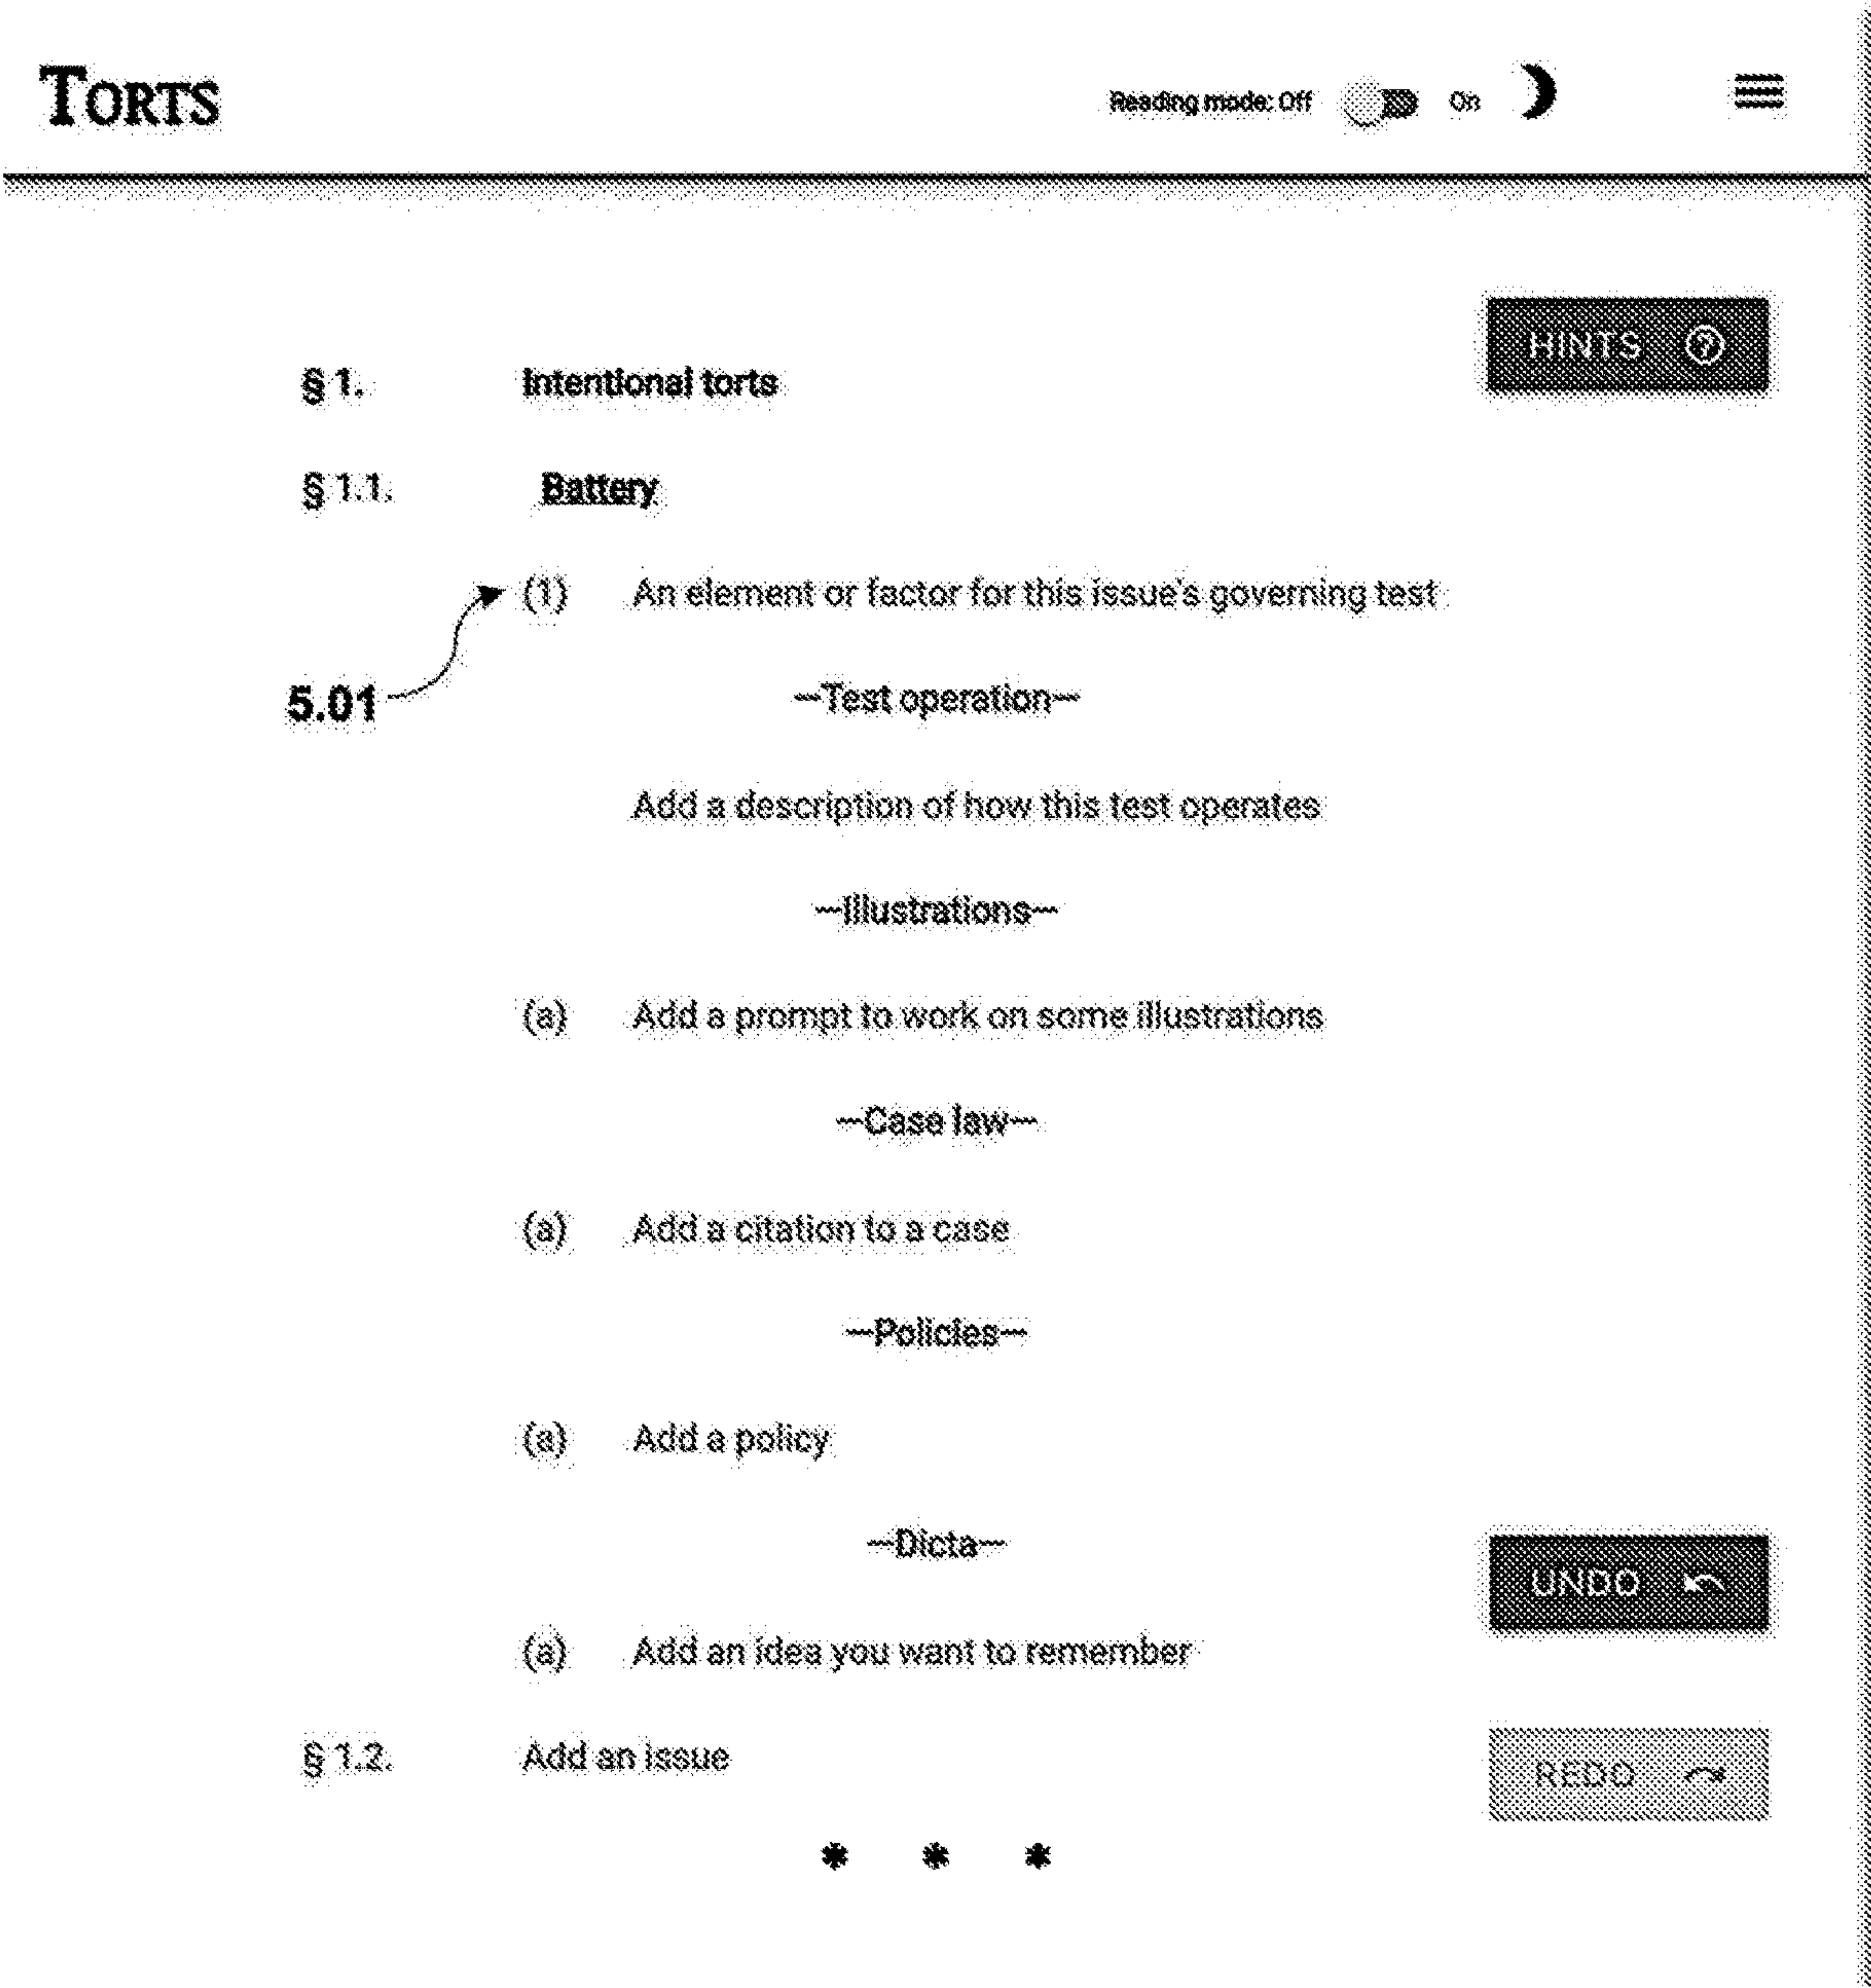 TORTS Reading mode: Off On
HINTS ?
§ 1. Intentional torts
§ 1.1. Battery
(1) An element or factor for this issue's governing test
5.01 —Test operation—
Add a description of how this test operates
—Illustrations—
(a) Add a prompt to work on some illustrations
—Case law—
(a) Add a citation to a case
—Policies—
(a) Add a policy
—Dicta—
UNDO
(a) Add an idea you want to remember
§ 1.2. Add an issue
REDO
* * *